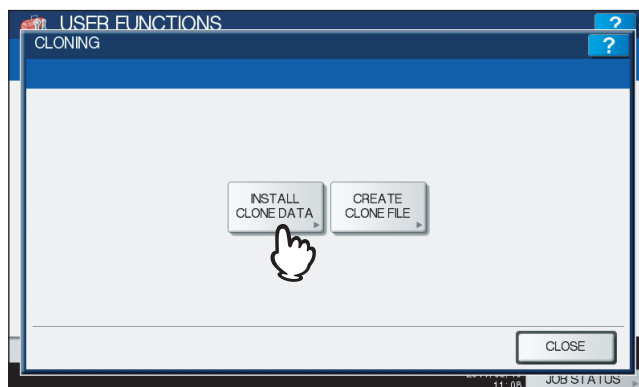 USER FUNCTIONS
?
CLONING
?
INSTALL
CLONE DATA
CREATE
CLONE FILE
CLOSE
11:08
JOB STATUS